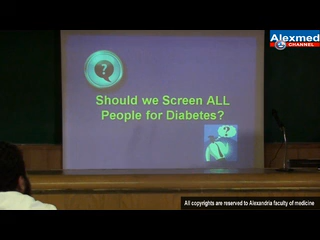 Alexmed
CHANNEL
?
Should we Screen ALL
People for Diabetes?
?
All copyrights are reserved to Alexandria faculty of medicine